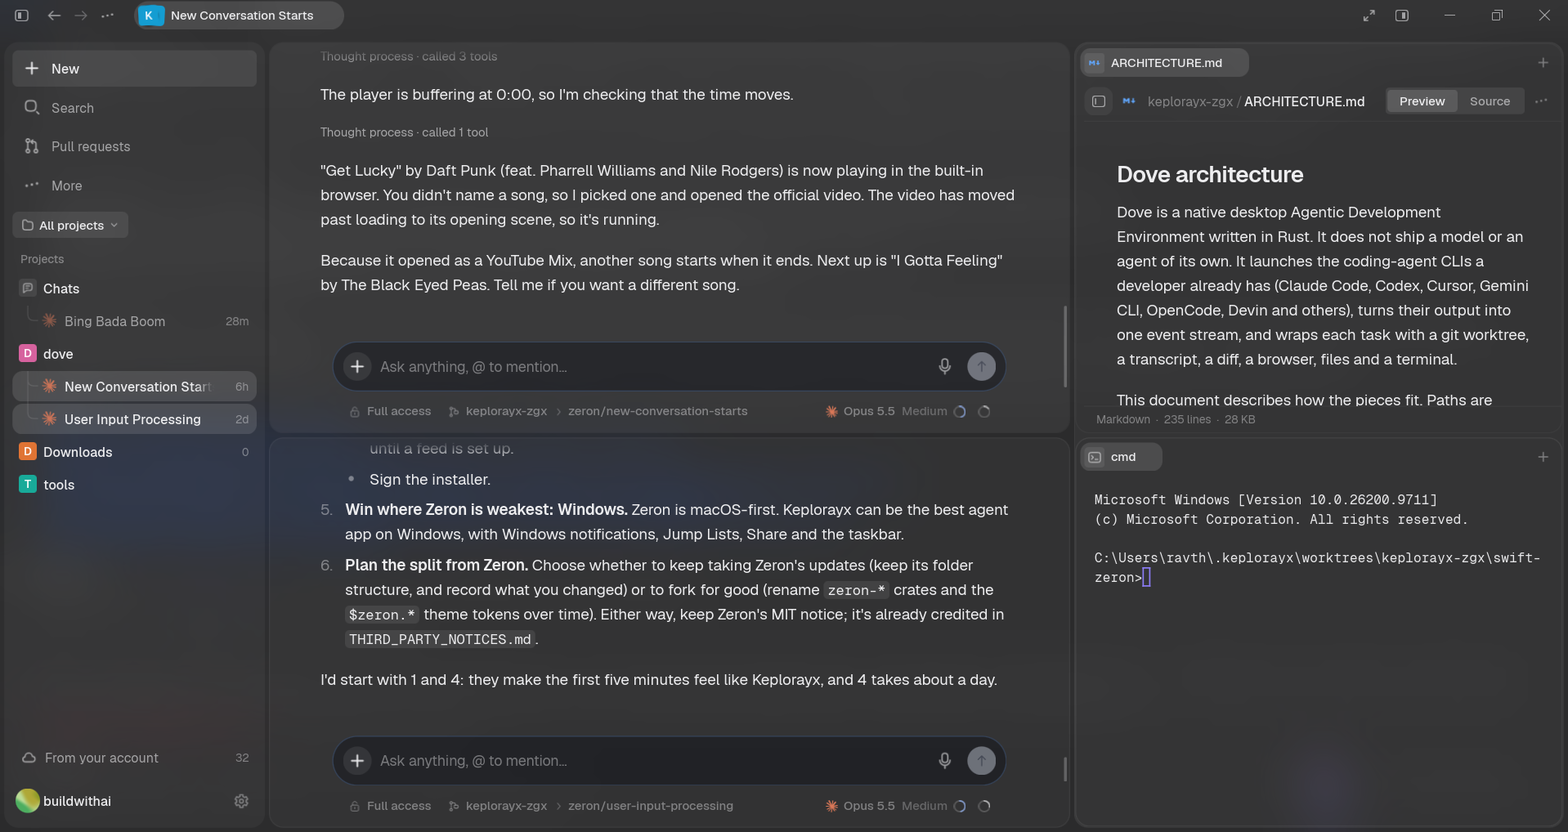 K New Conversation Starts
New
Search
Pull requests
More
All projects
Projects
Chats
Bing Bada Boom 28m
D dove
New Conversation Start 6h
User Input Processing 2d
D Downloads 0
T tools
From your account 32
buildwithai
Thought process · called 3 tools
The player is buffering at 0:00, so I'm checking that the time moves.
Thought process · called 1 tool
"Get Lucky" by Daft Punk (feat. Pharrell Williams and Nile Rodgers) is now playing in the built-in
browser. You didn't name a song, so I picked one and opened the official video. The video has moved
past loading to its opening scene, so it's running.
Because it opened as a YouTube Mix, another song starts when it ends. Next up is "I Gotta Feeling"
by The Black Eyed Peas. Tell me if you want a different song.
Ask anything, @ to mention...
Full access keplorayx-zgx > zeron/new-conversation-starts Opus 5.5 Medium
until a feed is set up.
• Sign the installer.
5. Win where Zeron is weakest: Windows. Zeron is macOS-first. Keplorayx can be the best agent
app on Windows, with Windows notifications, Jump Lists, Share and the taskbar.
6. Plan the split from Zeron. Choose whether to keep taking Zeron's updates (keep its folder
structure, and record what you changed) or to fork for good (rename zeron-* crates and the
$zeron.* theme tokens over time). Either way, keep Zeron's MIT notice; it's already credited in
THIRD_PARTY_NOTICES.md.
I'd start with 1 and 4: they make the first five minutes feel like Keplorayx, and 4 takes about a day.
Ask anything, @ to mention...
Full access keplorayx-zgx > zeron/user-input-processing Opus 5.5 Medium
M↓ ARCHITECTURE.md
M↓ keplorayx-zgx / ARCHITECTURE.md Preview Source
Dove architecture
Dove is a native desktop Agentic Development
Environment written in Rust. It does not ship a model or an
agent of its own. It launches the coding-agent CLIs a
developer already has (Claude Code, Codex, Cursor, Gemini
CLI, OpenCode, Devin and others), turns their output into
one event stream, and wraps each task with a git worktree,
a transcript, a diff, a browser, files and a terminal.
This document describes how the pieces fit. Paths are
Markdown · 235 lines · 28 KB
cmd
Microsoft Windows [Version 10.0.26200.9711]
(c) Microsoft Corporation. All rights reserved.
C:\Users\ravth\.keplorayx\worktrees\keplorayx-zgx\swift-
zeron>